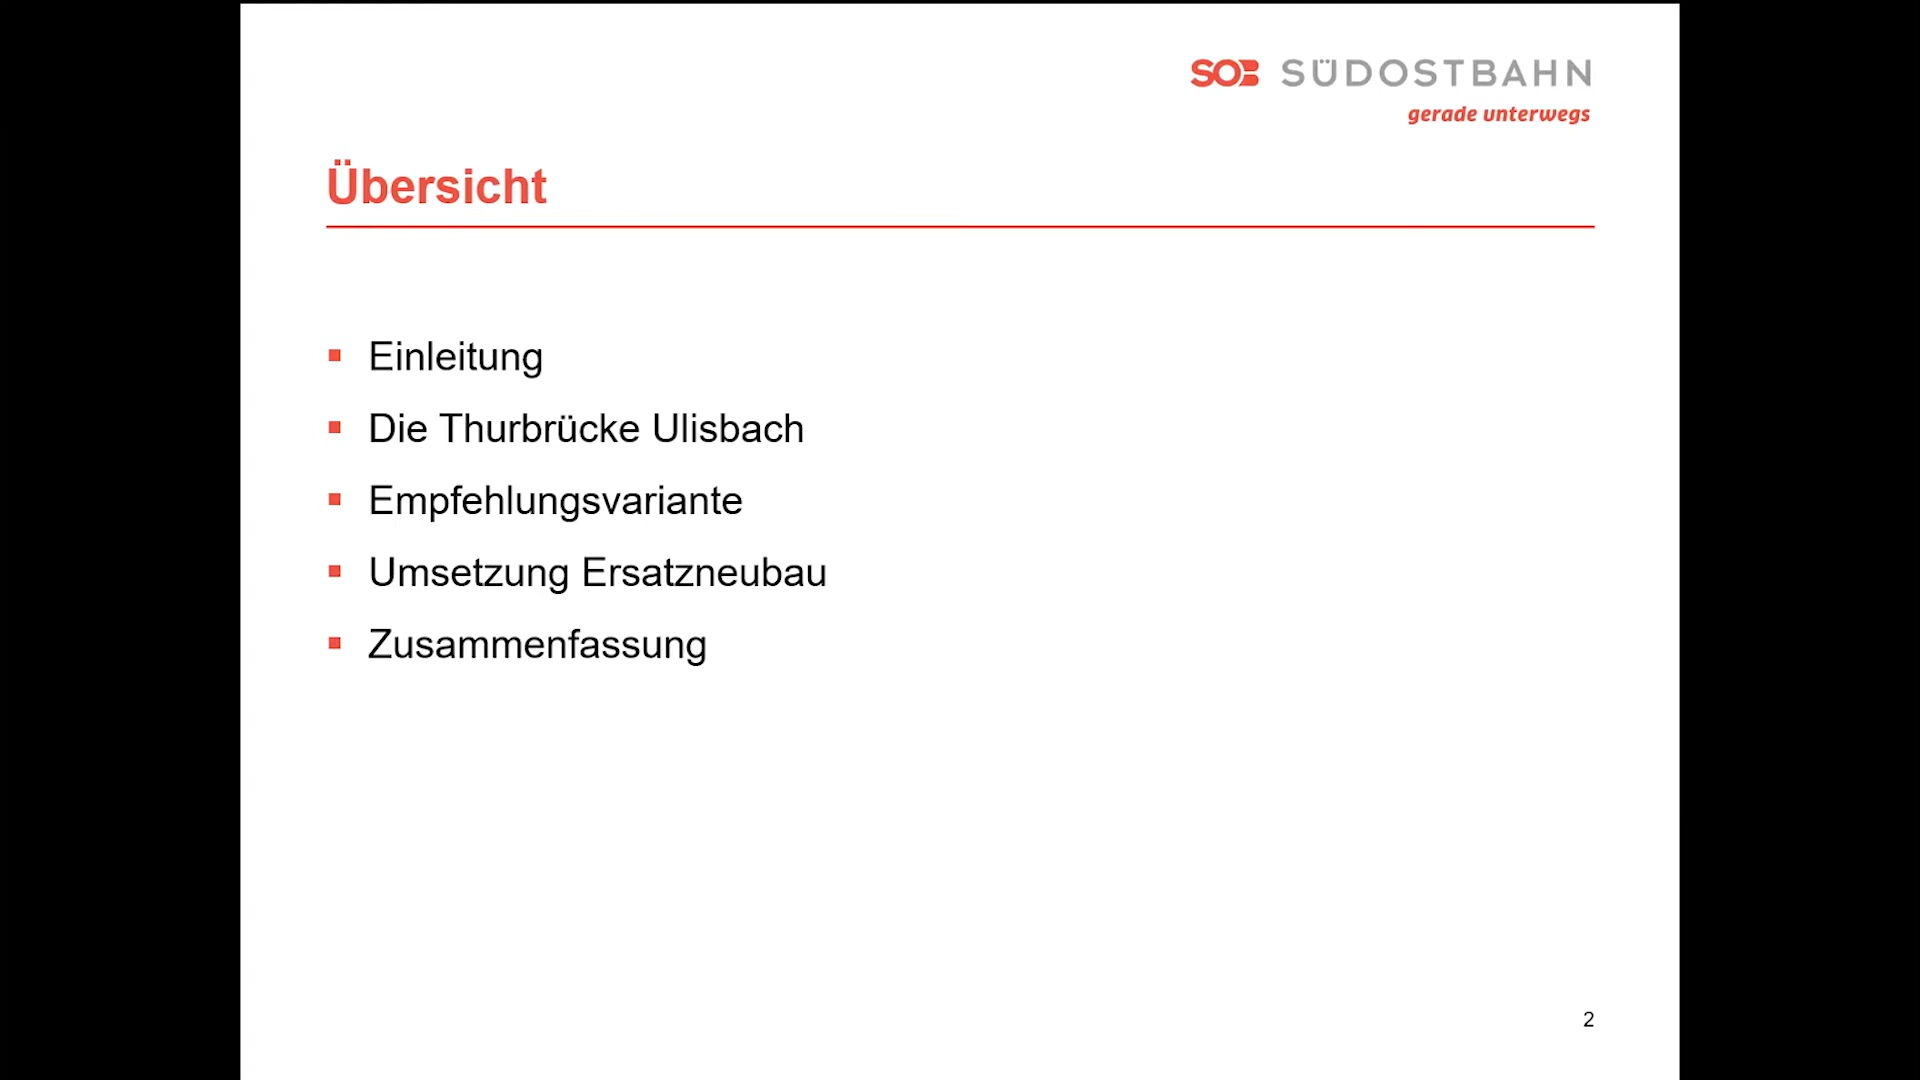 SOB SÜDOSTBAHN
gerade unterwegs
Übersicht
Einleitung
Die Thurbrücke Ulisbach
Empfehlungsvariante
Umsetzung Ersatzneubau
Zusammenfassung
2